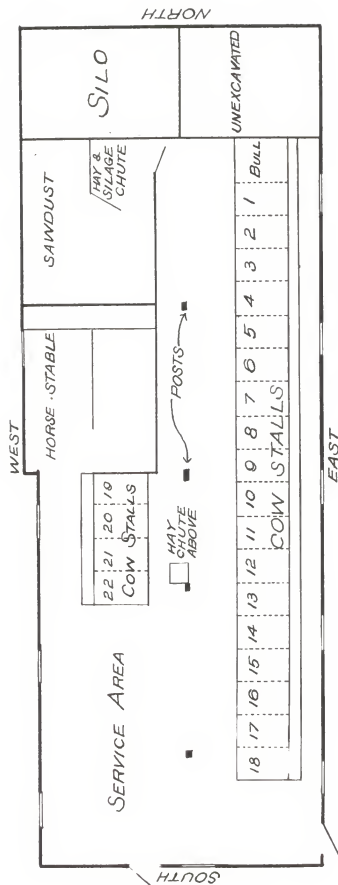 NORTH
SILO
UNEXCAVATED
SAWDUST
HAY &
SILAGE
CHUTE
BULL
1
2
3
4
5
6
7
8
9
10
11
12
13
14
15
16
17
18
COW STALLS
WEST
HORSE STABLE
POSTS
22 21 20 19
COW STALLS
HAY
CHUTE
ABOVE
EAST
SERVICE AREA
SOUTH